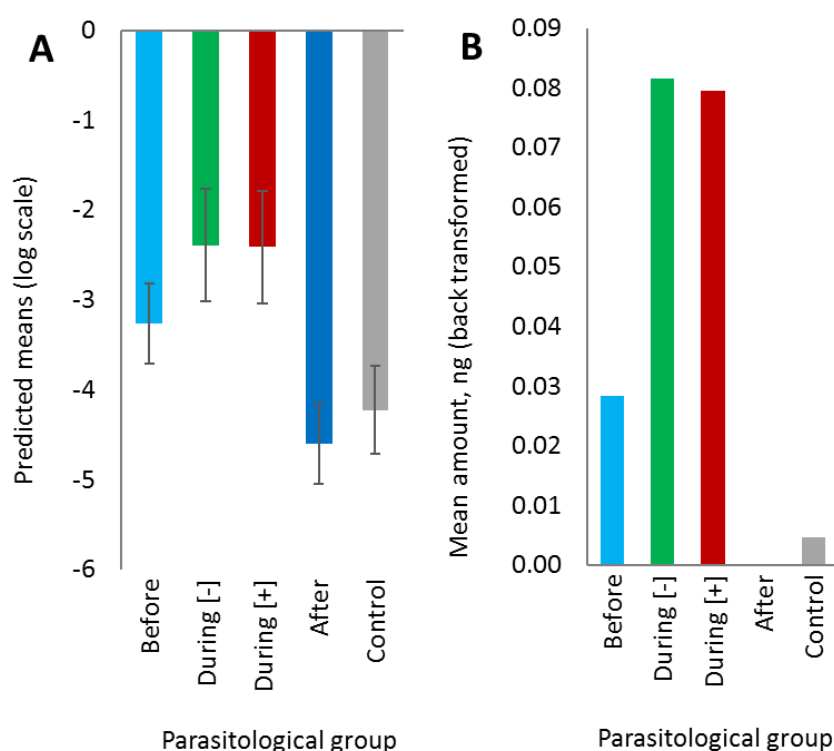 A
Predicted means (log scale)
0
-1
-2
-3
-4
-5
-6
Before
During [-]
During [+]
After
Control
Parasitological group
B
Mean amount, ng (back transformed)
0.09
0.08
0.07
0.06
0.05
0.04
0.03
0.02
0.01
0.00
Before
During [-]
During [+]
After
Control
Parasitological group